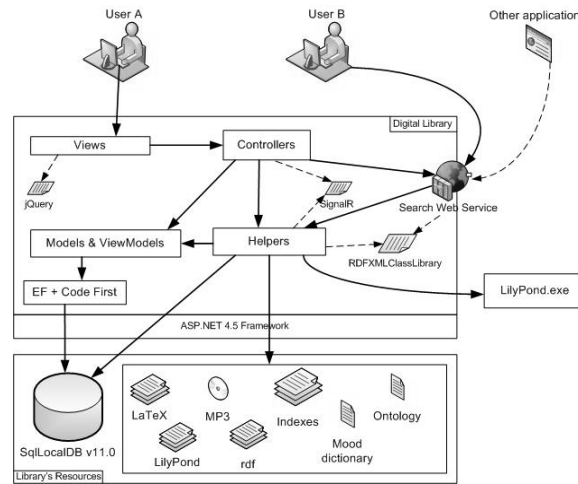 User A
User B
Other application
Digital Library
Views
Controllers
jQuery
SignalR
Search Web Service
Models & ViewModels
Helpers
RDFXMLClassLibrary
EF + Code First
LilyPond.exe
ASP.NET 4.5 Framework
LaTeX
MP3
Indexes
Ontology
SqlLocalDB v11.0
LilyPond
rdf
Mood
dictionary
Library's Resources